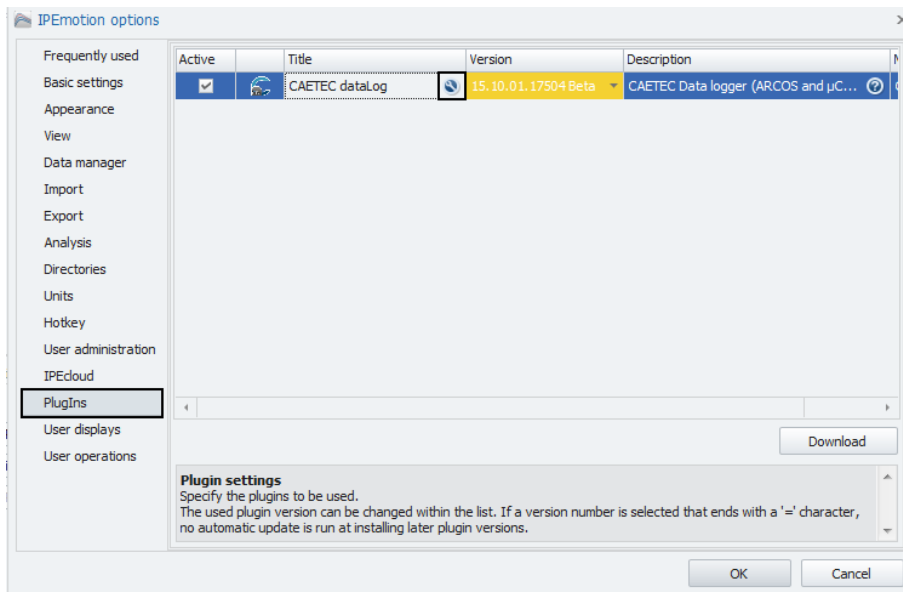 IPEmotion options
Frequently used
Basic settings
Appearance
View
Data manager
Import
Export
Analysis
Directories
Units
Hotkey
User administration
IPEcloud
PlugIns
User displays
User operations
Active Title Version Description
CAETEC dataLog 15.10.01.17504 Beta CAETEC Data logger (ARCOS and µC...
Download
Plugin settings
Specify the plugins to be used.
The used plugin version can be changed within the list. If a version number is selected that ends with a '=' character,
no automatic update is run at installing later plugin versions.
OK Cancel